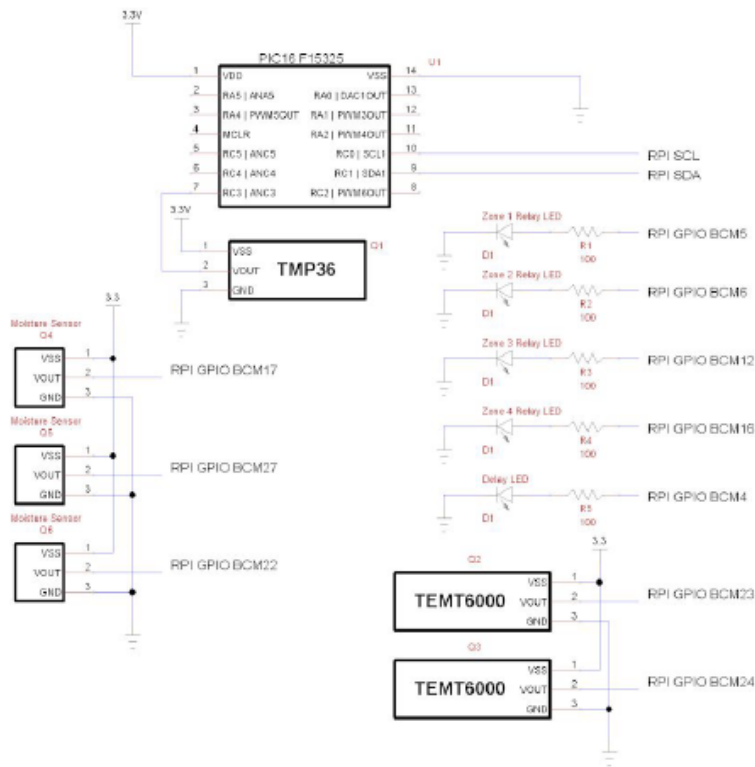 3.3V
PIC16 F15325
U1
1 VDD VSS 14
2 RA5 | ANA5 RA0 | DAC1OUT 13
3 RA4 | PWM5OUT RA1 | PWM3OUT 12
4 MCLR RA2 | PWM4OUT 11
5 RC5 | ANC5 RC0 | SCL1 10
6 RC4 | ANC4 RC1 | SDA1 9
7 RC3 | ANC3 RC2 | PWM6OUT 8
RPI SCL
RPI SDA
3.3V
Q1
1 VSS
2 VOUT TMP36
3 GND
Zone 1 Relay LED
D1
R1
100
RPI GPIO BCM5
Zone 2 Relay LED
D1
R2
100
RPI GPIO BCM6
Zone 3 Relay LED
D1
R3
100
RPI GPIO BCM12
Zone 4 Relay LED
D1
R4
100
RPI GPIO BCM16
Delay LED
D1
R5
100
RPI GPIO BCM4
3.3
Moisture Sensor
Q4
VSS 1
VOUT 2
GND 3
RPI GPIO BCM17
Moisture Sensor
Q5
VSS 1
VOUT 2
GND 3
RPI GPIO BCM27
Moisture Sensor
Q6
VSS 1
VOUT 2
GND 3
RPI GPIO BCM22
3.3
Q2
TEMT6000
VSS 1
VOUT 2
GND 3
RPI GPIO BCM23
Q3
TEMT6000
VSS 1
VOUT 2
GND 3
RPI GPIO BCM24